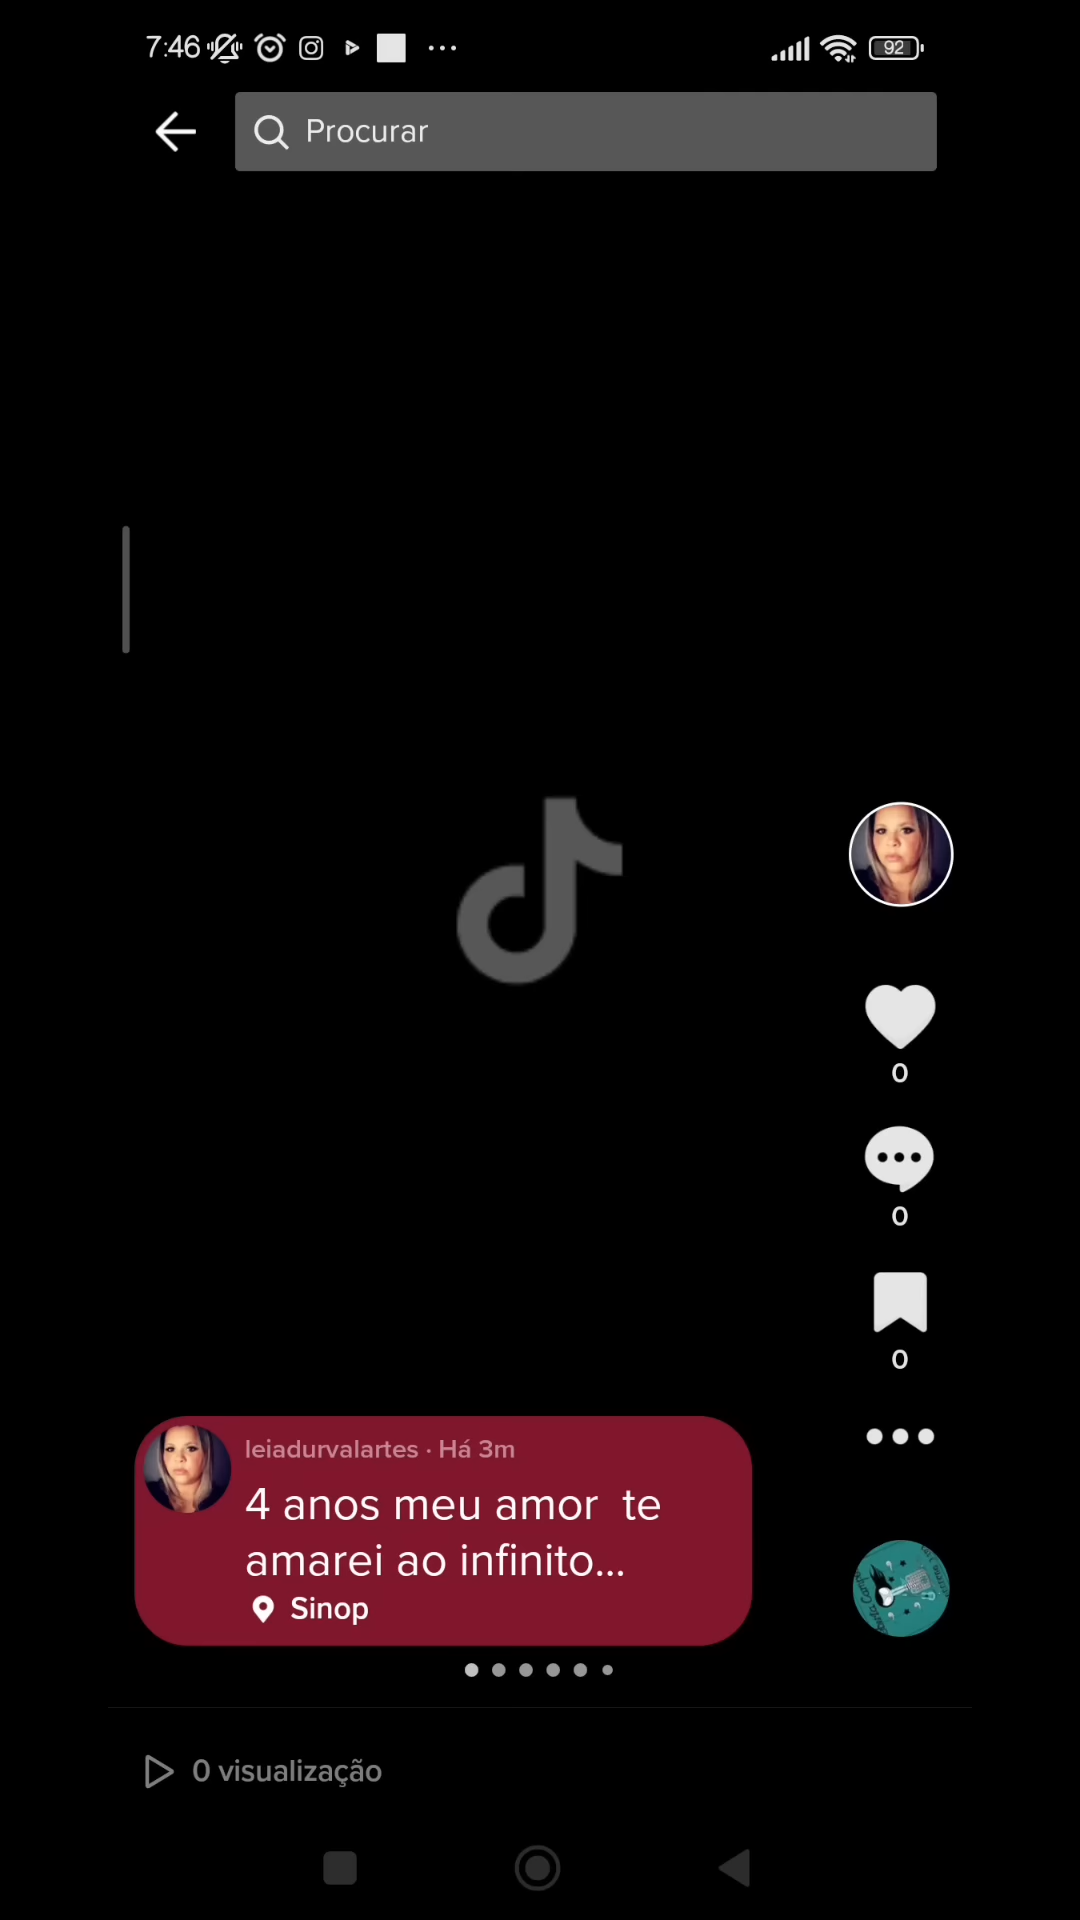 7:46
92
Procurar
0
0
0
leiadurvalartes · Há 3m
4 anos meu amor te
amarei ao infinito...
Sinop
0 visualização